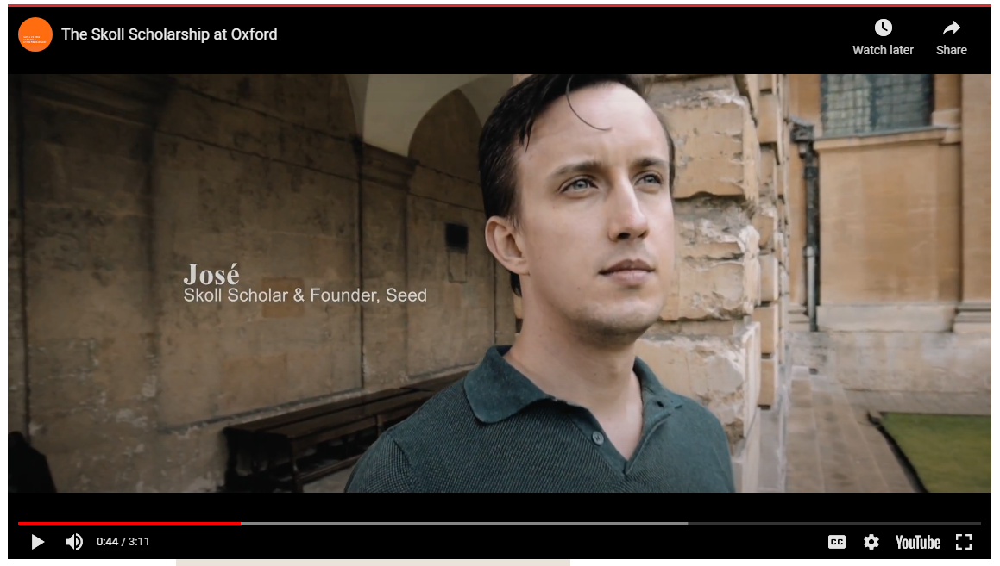 The Skoll Scholarship at Oxford
Watch later
Share
José
Skoll Scholar & Founder, Seed
0:44 / 3:11
CC
YouTube